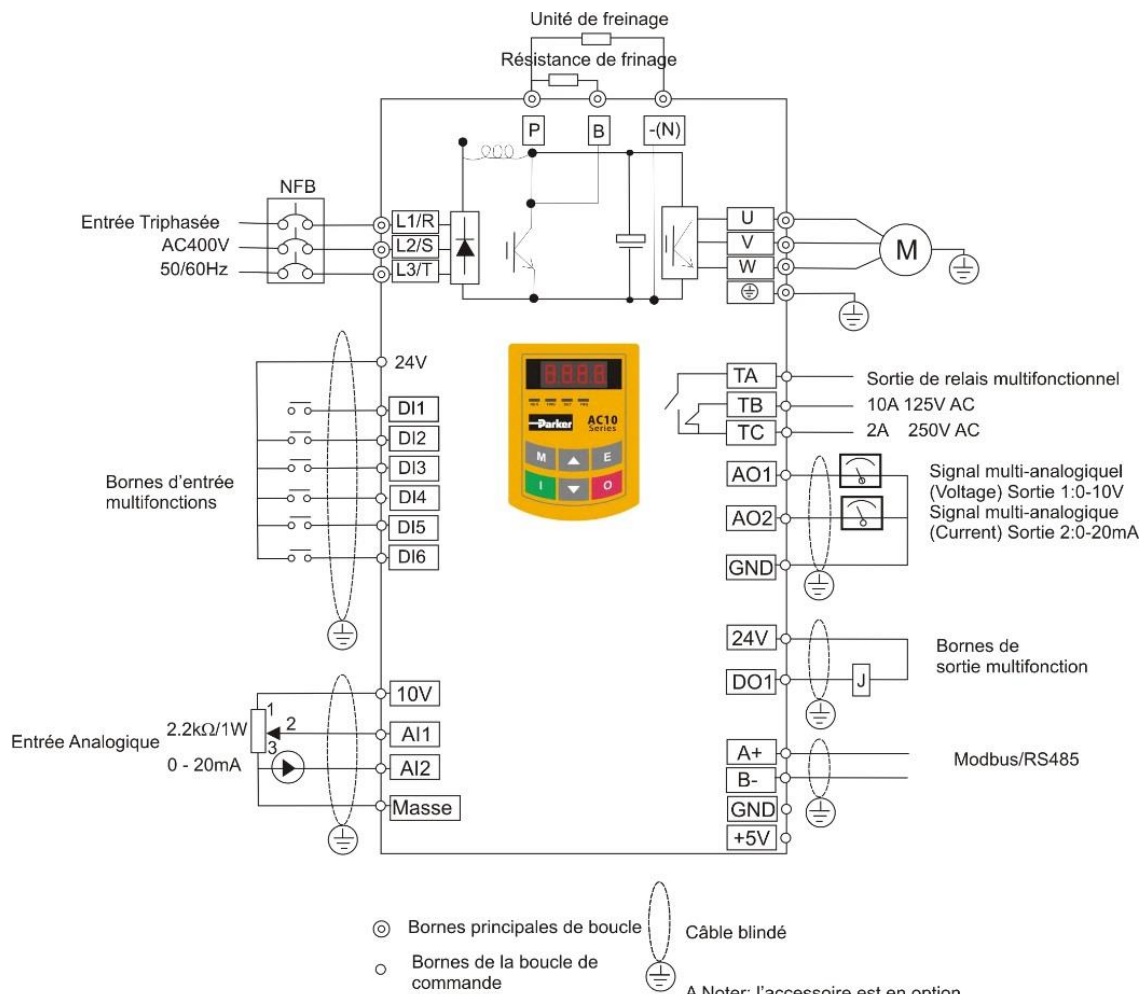 Unité de freinage
Résistance de frinage
P
B
-(N)
NFB
Entrée Triphasée
AC400V
50/60Hz
L1/R
L2/S
L3/T
U
V
W
M
24V
DI1
DI2
DI3
DI4
DI5
DI6
Bornes d'entrée
multifonctions
8.8.8.8.
Parker
AC10
Series
M
E
I
O
TA
TB
TC
Sortie de relais multifonctionnel
10A 125V AC
2A 250V AC
AO1
AO2
GND
Signal multi-analogiquel
(Voltage) Sortie 1:0-10V
Signal multi-analogique
(Current) Sortie 2:0-20mA
24V
DO1
J
Bornes de
sortie multifonction
10V
AI1
AI2
Masse
Entrée Analogique
2.2kΩ/1W
0 - 20mA
1
2
3
A+
B-
GND
+5V
Modbus/RS485
Bornes principales de boucle
Câble blindé
Bornes de la boucle de
commande
A Noter: l'accessoire est en option